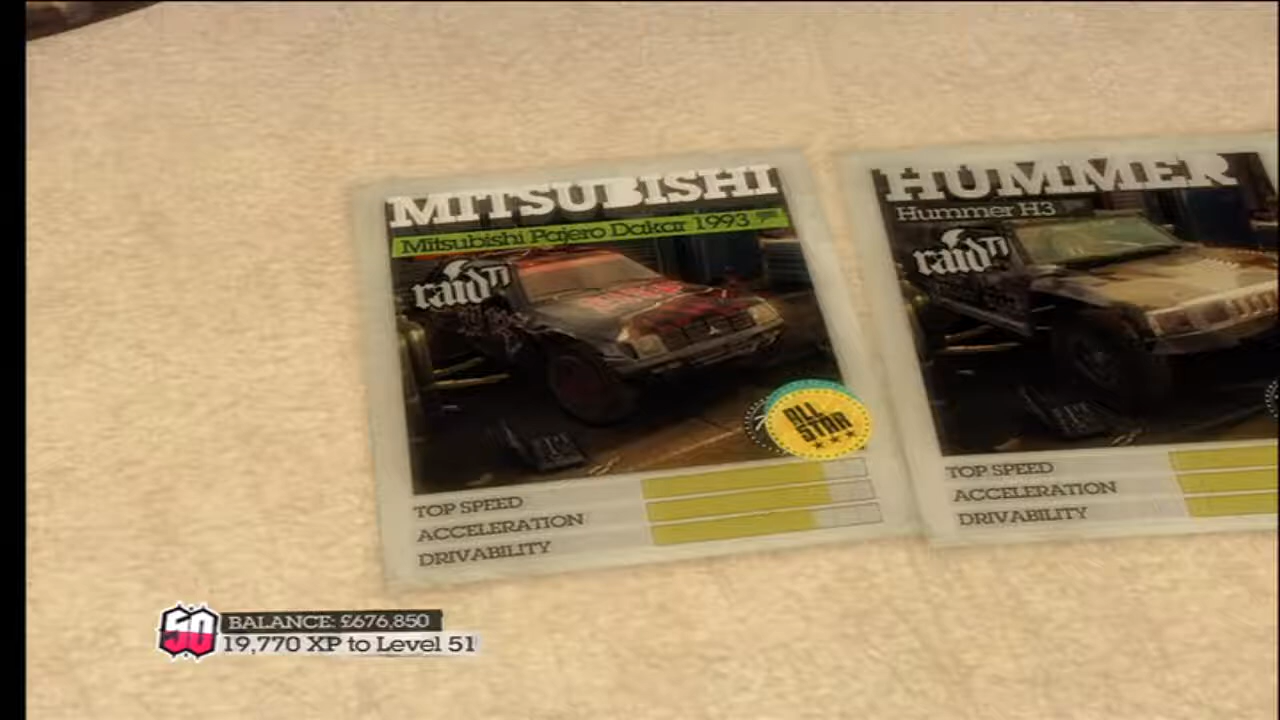 MITSUBISHI
Mitsubishi Pajero Dakar 1993
raid
ALL
STAR
TOP SPEED
ACCELERATION
DRIVABILITY
HUMMER
Hummer H3
raid
TOP SPEED
ACCELERATION
DRIVABILITY
50
BALANCE: £676,850
19,770 XP to Level 51